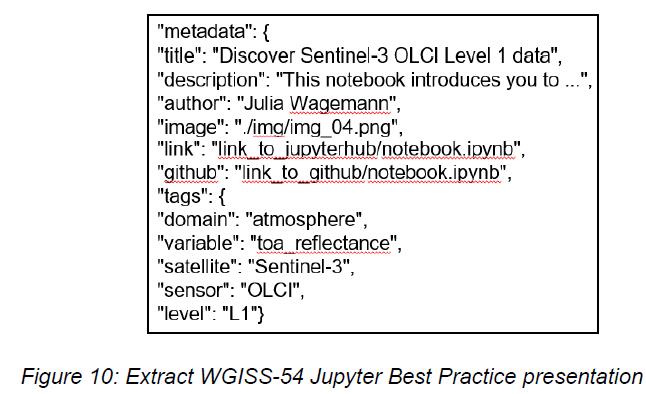 "metadata": {
"title": "Discover Sentinel-3 OLCI Level 1 data",
"description": "This notebook introduces you to ...",
"author": "Julia Wagemann",
"image": "./img/img_04.png",
"link": "link_to_jupyterhub/notebook.ipynb",
"github": "link_to_github/notebook.ipynb",
"tags": {
"domain": "atmosphere",
"variable": "toa_reflectance",
"satellite": "Sentinel-3",
"sensor": "OLCI",
"level": "L1"}
Figure 10: Extract WGISS-54 Jupyter Best Practice presentation